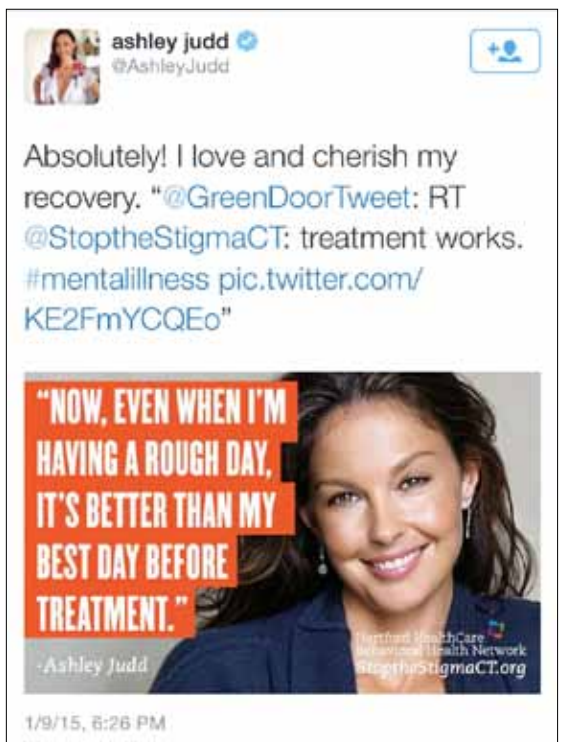 ashley judd
@AshleyJudd
Absolutely! I love and cherish my
recovery. "@GreenDoorTweet: RT
@StoptheStigmaCT: treatment works.
#mentalillness pic.twitter.com/
KE2FmYCQEo"
"NOW, EVEN WHEN I'M
HAVING A ROUGH DAY,
IT'S BETTER THAN MY
BEST DAY BEFORE
TREATMENT."
-Ashley Judd
Hartford HealthCare
Behavioral Health Network
StoptheStigmaCT.org
1/9/15, 6:26 PM